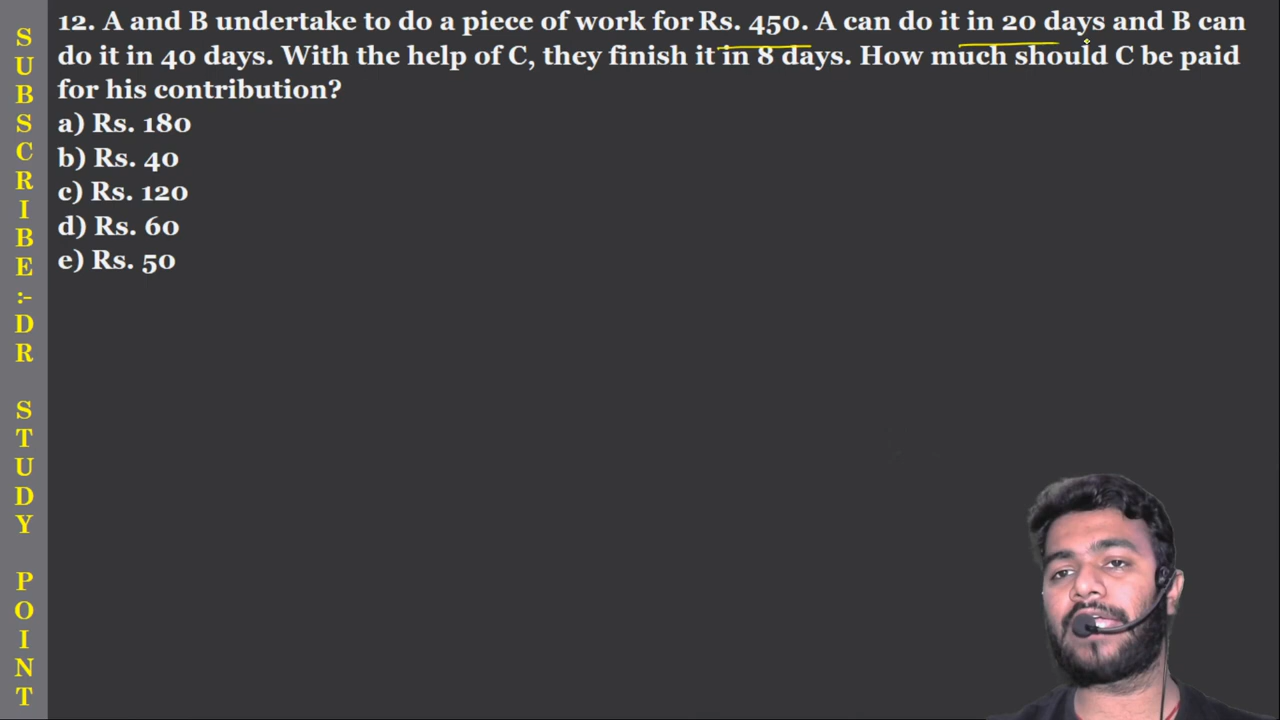 12. A and B undertake to do a piece of work for Rs. 450. A can do it in 20 days and B can
do it in 40 days. With the help of C, they finish it in 8 days. How much should C be paid
for his contribution?
a) Rs. 180
b) Rs. 40
c) Rs. 120
d) Rs. 60
e) Rs. 50
SUBSCRIBE:- DR STUDY POINT